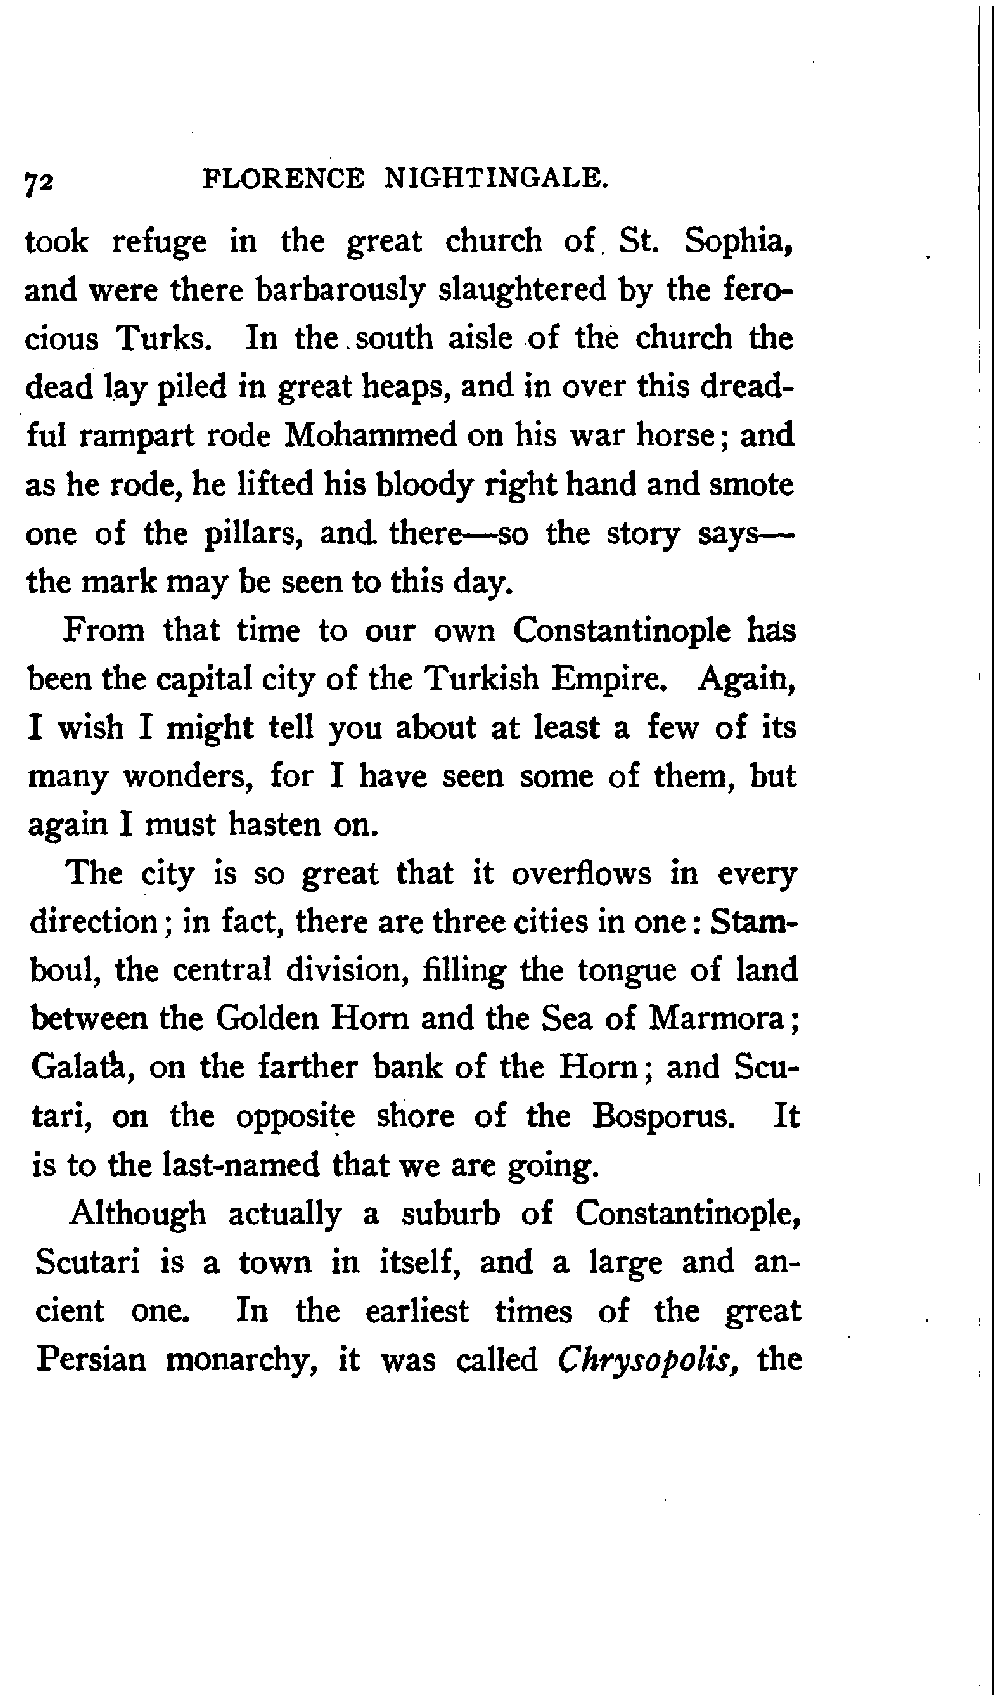 72 FLORENCE NIGHTINGALE.
took refuge in the great church of St. Sophia,
and were there barbarously slaughtered by the fero-
cious Turks. In the south aisle of the church the
dead lay piled in great heaps, and in over this dread-
ful rampart rode Mohammed on his war horse; and
as he rode, he lifted his bloody right hand and smote
one of the pillars, and there—so the story says—
the mark may be seen to this day.
From that time to our own Constantinople has
been the capital city of the Turkish Empire. Again,
I wish I might tell you about at least a few of its
many wonders, for I have seen some of them, but
again I must hasten on.
The city is so great that it overflows in every
direction; in fact, there are three cities in one: Stam-
boul, the central division, filling the tongue of land
between the Golden Horn and the Sea of Marmora;
Galata, on the farther bank of the Horn; and Scu-
tari, on the opposite shore of the Bosporus. It
is to the last-named that we are going.
Although actually a suburb of Constantinople,
Scutari is a town in itself, and a large and an-
cient one. In the earliest times of the great
Persian monarchy, it was called Chrysopolis, the